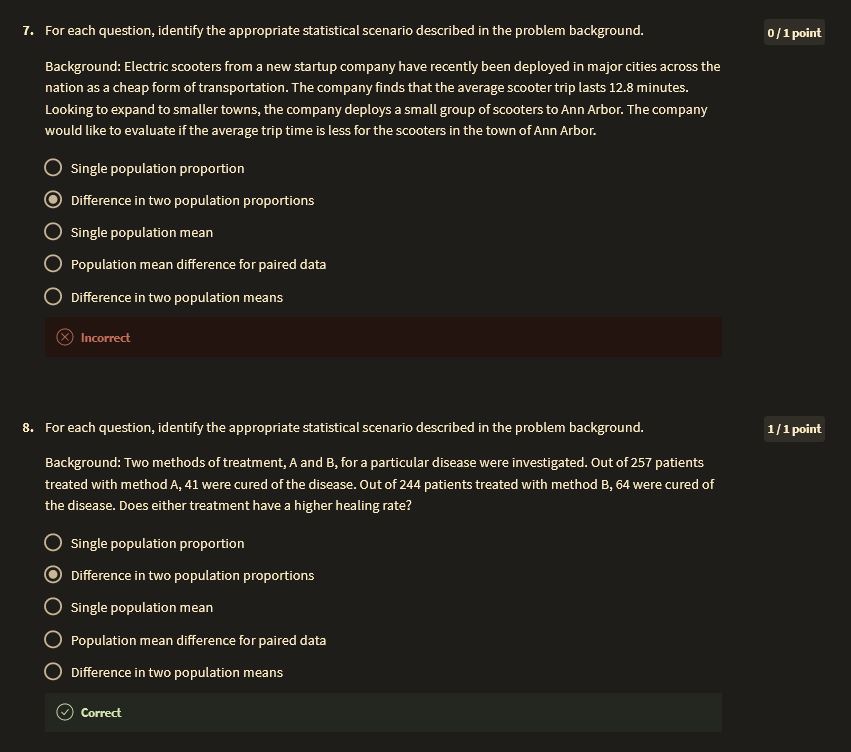 7. For each question, identify the appropriate statistical scenario described in the problem background.
0 / 1 point
Background: Electric scooters from a new startup company have recently been deployed in major cities across the
nation as a cheap form of transportation. The company finds that the average scooter trip lasts 12.8 minutes.
Looking to expand to smaller towns, the company deploys a small group of scooters to Ann Arbor. The company
would like to evaluate if the average trip time is less for the scooters in the town of Ann Arbor.
Single population proportion
Difference in two population proportions
Single population mean
Population mean difference for paired data
Difference in two population means
Incorrect
8. For each question, identify the appropriate statistical scenario described in the problem background.
1 / 1 point
Background: Two methods of treatment, A and B, for a particular disease were investigated. Out of 257 patients
treated with method A, 41 were cured of the disease. Out of 244 patients treated with method B, 64 were cured of
the disease. Does either treatment have a higher healing rate?
Single population proportion
Difference in two population proportions
Single population mean
Population mean difference for paired data
Difference in two population means
Correct